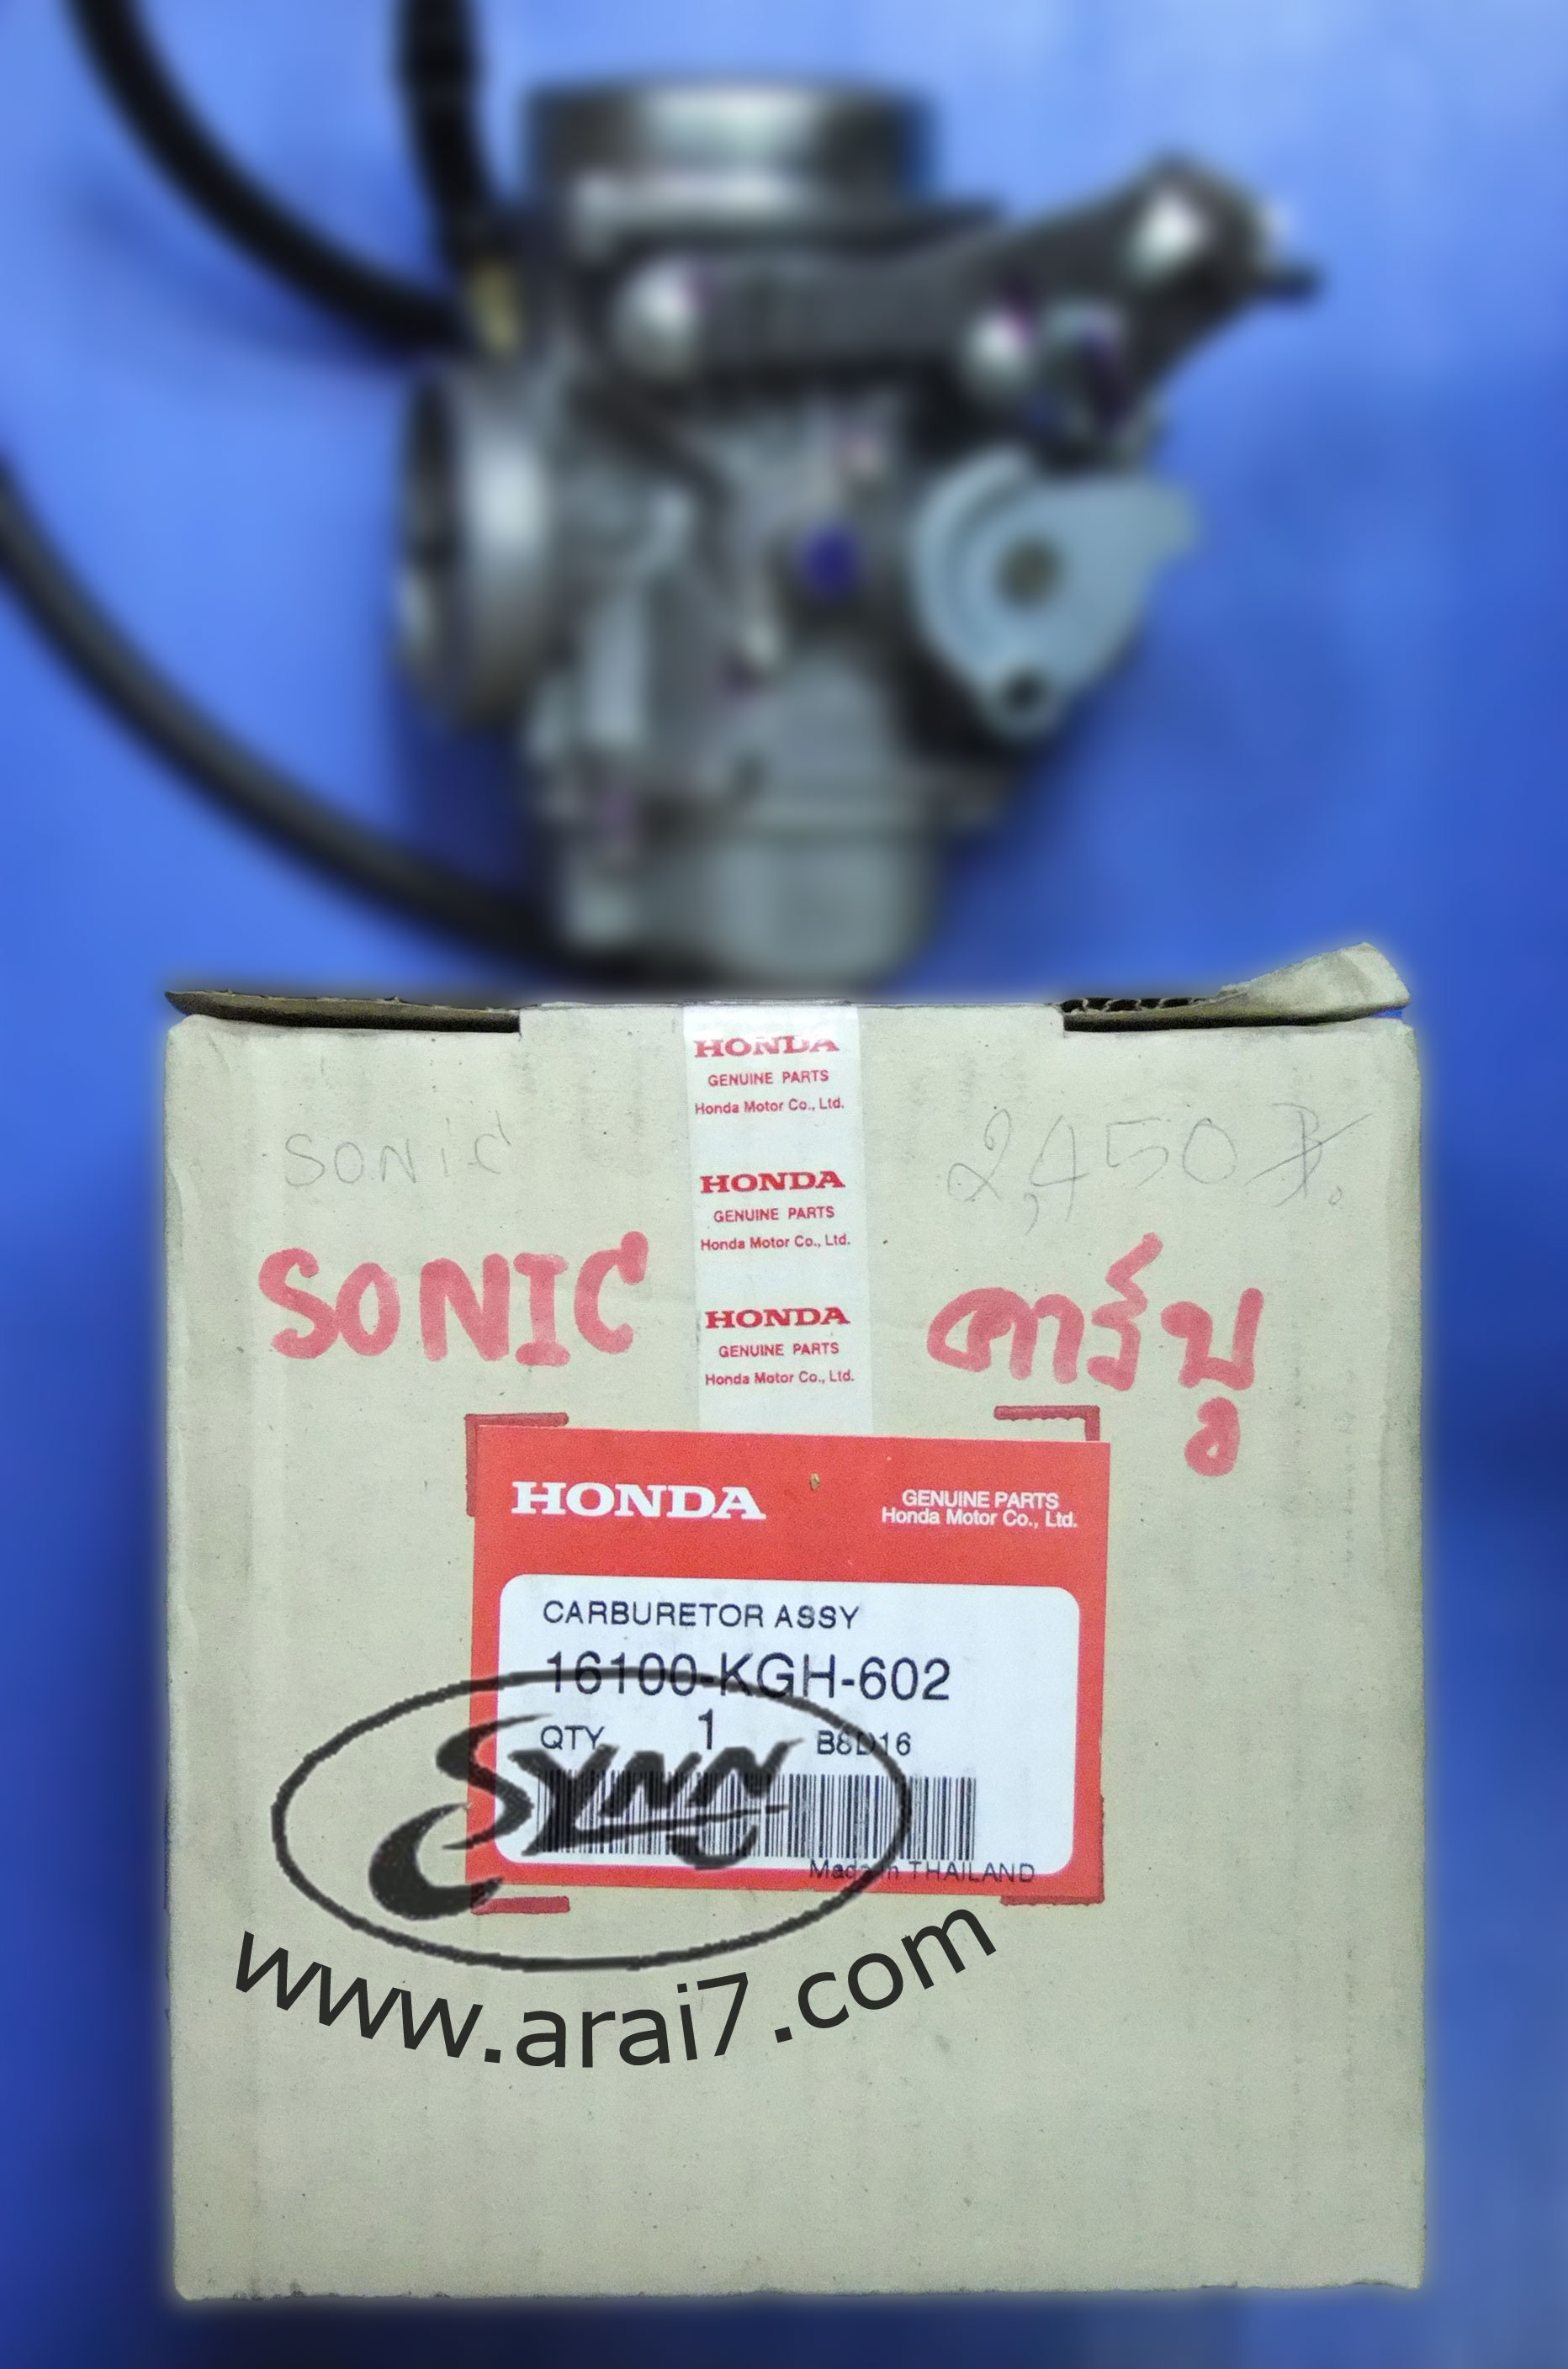 HONDA
GENUINE PARTS
Honda Motor Co., Ltd.
HONDA
GENUINE PARTS
Honda Motor Co., Ltd.
HONDA
GENUINE PARTS
Honda Motor Co., Ltd.
SONIC
2,450 ฿.
SONIC
คาร์บู
HONDA
GENUINE PARTS
Honda Motor Co., Ltd.
CARBURETOR ASSY
16100-KGH-602
QTY 1 B8D16
Made in THAILAND
SYNN
www.arai7.com